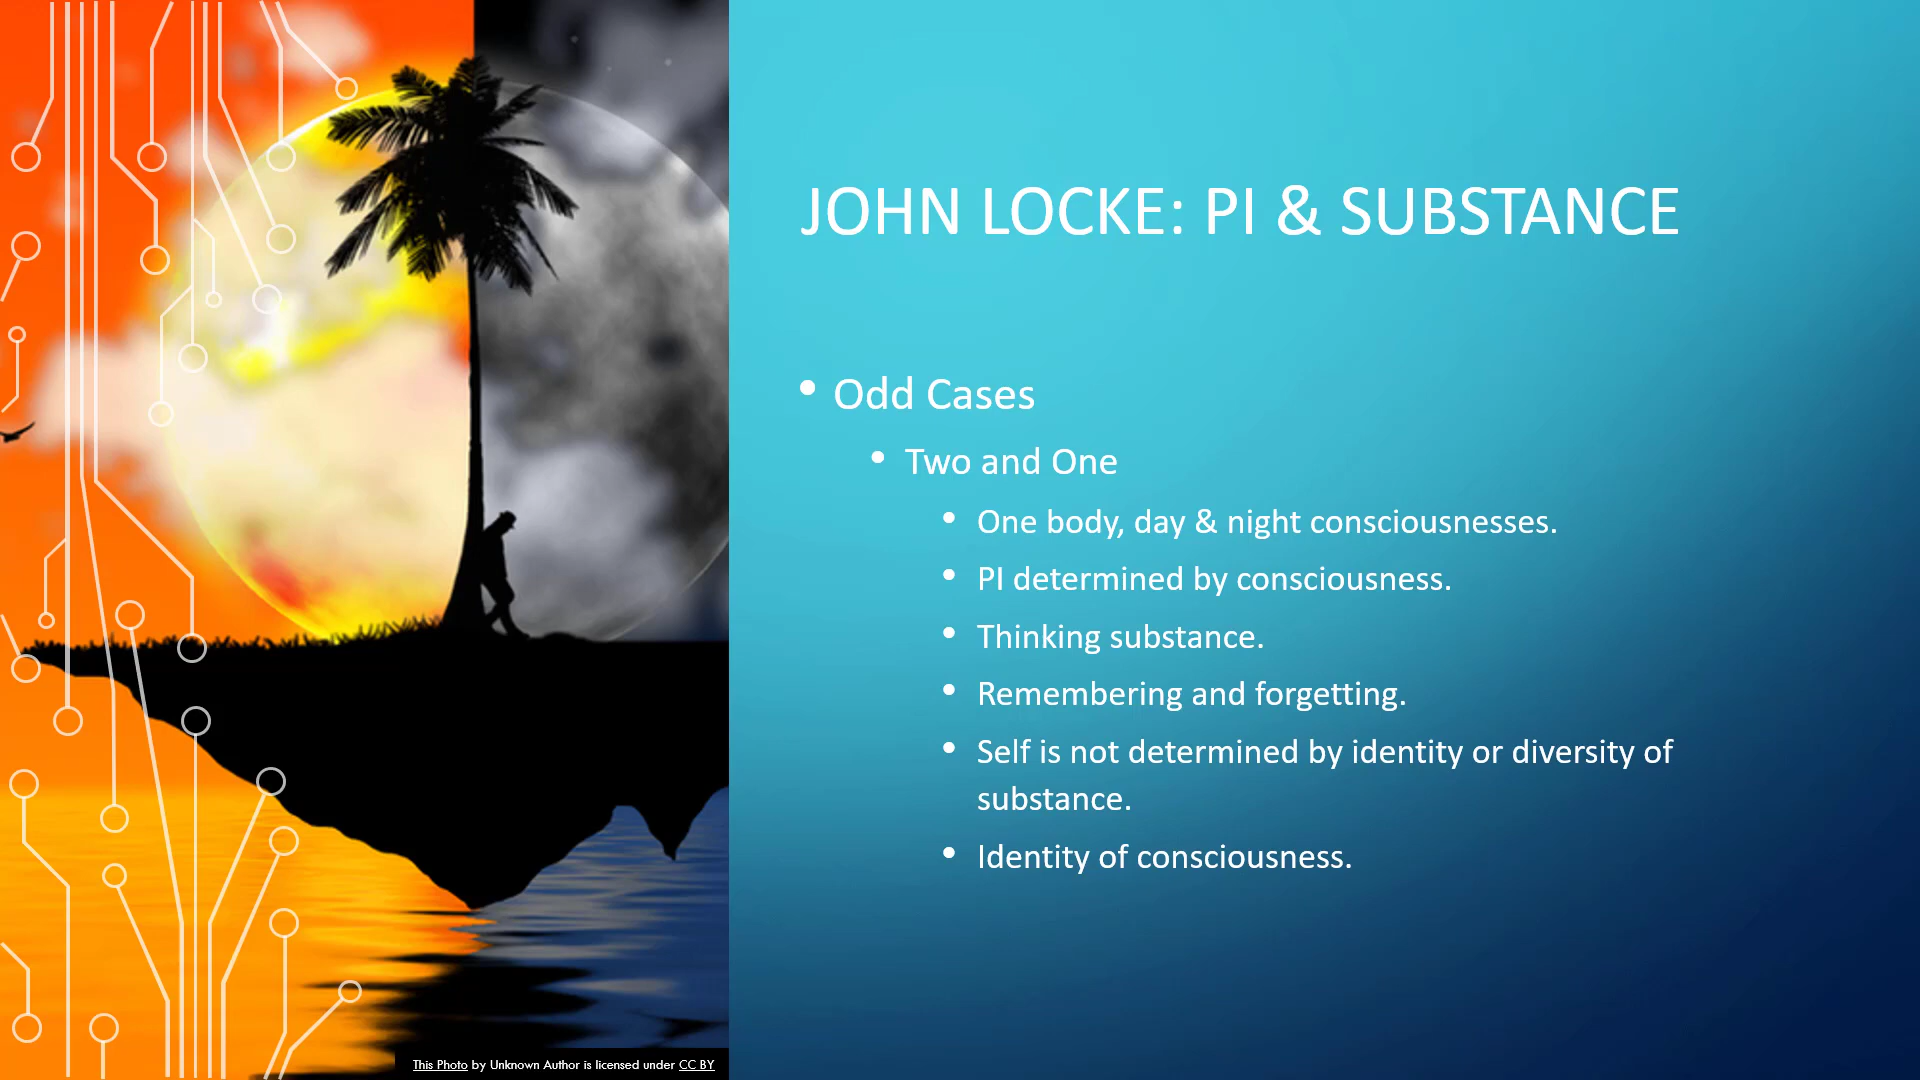 JOHN LOCKE: PI & SUBSTANCE
• Odd Cases
• Two and One
• One body, day & night consciousnesses.
• PI determined by consciousness.
• Thinking substance.
• Remembering and forgetting.
• Self is not determined by identity or diversity of
substance.
• Identity of consciousness.
This Photo by Unknown Author is licensed under CC BY